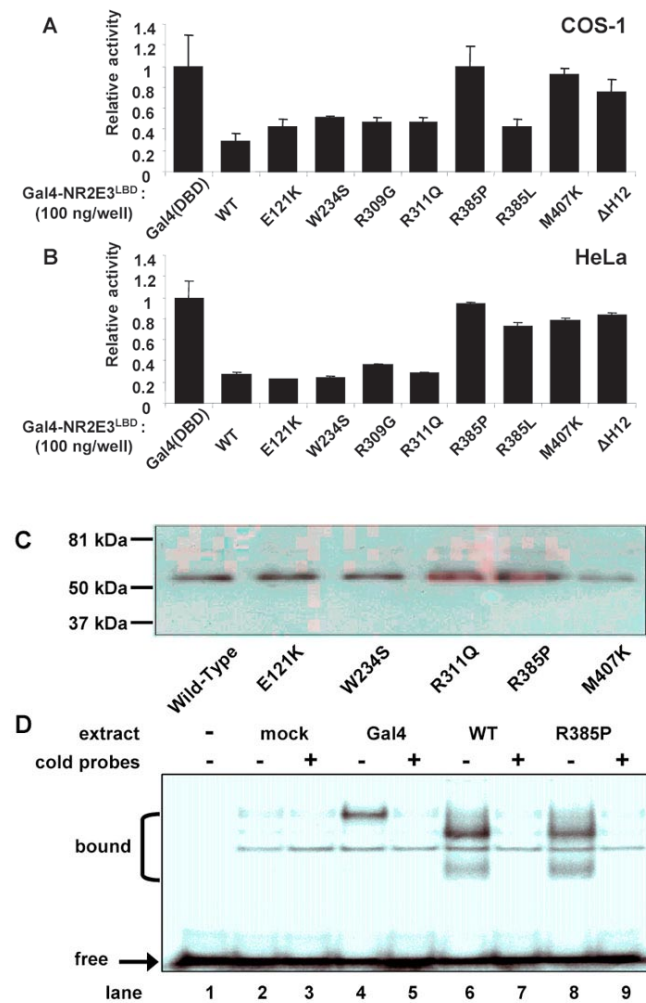 A
COS-1
Relative activity
1.4
1.2
1
0.8
0.6
0.4
0.2
0
Gal4-NR2E3LBD :
(100 ng/well)
Gal4(DBD)
WT
E121K
W234S
R309G
R311Q
R385P
R385L
M407K
ΔH12
B
HeLa
Relative activity
1.4
1.2
1
0.8
0.6
0.4
0.2
0
Gal4-NR2E3LBD :
(100 ng/well)
Gal4(DBD)
WT
E121K
W234S
R309G
R311Q
R385P
R385L
M407K
ΔH12
C
81 kDa
50 kDa
37 kDa
Wild-Type
E121K
W234S
R311Q
R385P
M407K
D
extract - mock Gal4 WT R385P
cold probes - - + - + - + - +
bound
free
lane 1 2 3 4 5 6 7 8 9